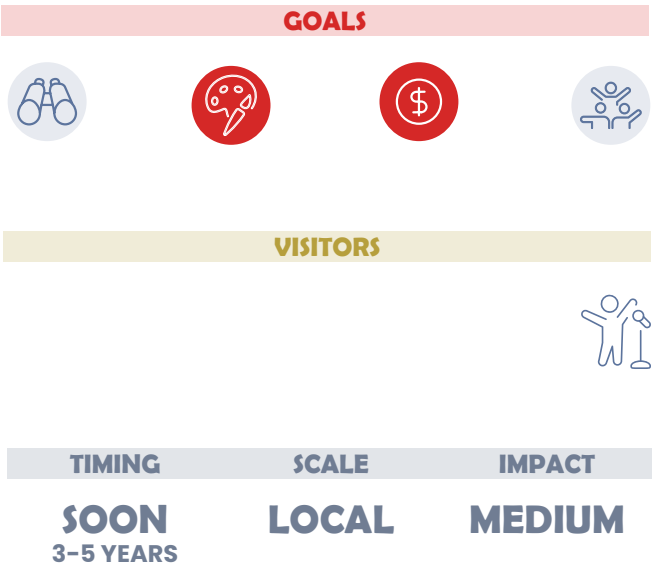 GOALS
$
VISITORS
TIMING SCALE IMPACT
SOON LOCAL MEDIUM
3-5 YEARS